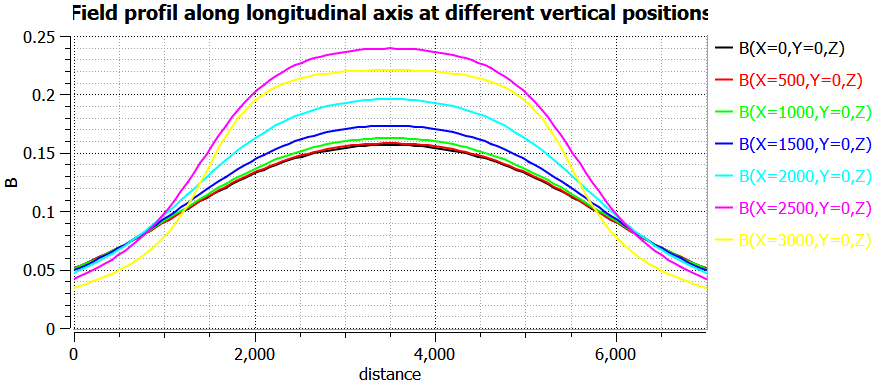 Field profil along longitudinal axis at different vertical positions
0.25
0.2
0.15
0.1
0.05
0
B
0
2,000
4,000
6,000
distance
B(X=0,Y=0,Z)
B(X=500,Y=0,Z)
B(X=1000,Y=0,Z)
B(X=1500,Y=0,Z)
B(X=2000,Y=0,Z)
B(X=2500,Y=0,Z)
B(X=3000,Y=0,Z)